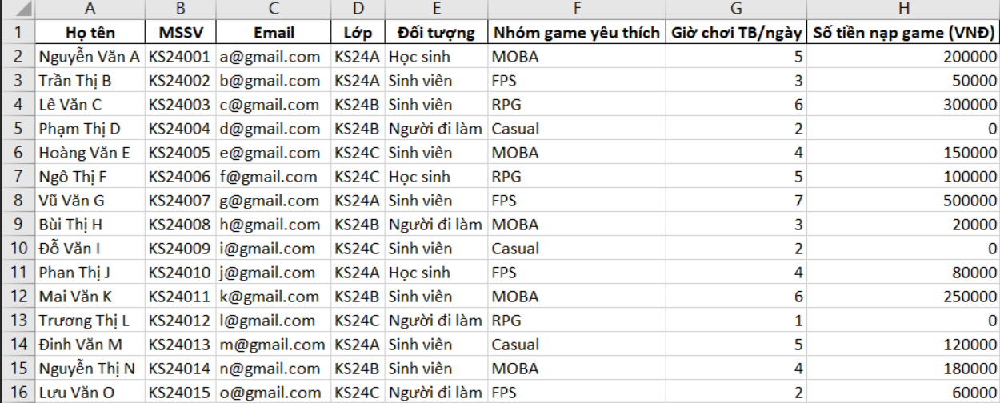 A B C D E F G H
1 Họ tên MSSV Email Lớp Đối tượng Nhóm game yêu thích Giờ chơi TB/ngày Số tiền nạp game (VNĐ)
2 Nguyễn Văn A KS24001 a@gmail.com KS24A Học sinh MOBA 5 200000
3 Trần Thị B KS24002 b@gmail.com KS24A Sinh viên FPS 3 50000
4 Lê Văn C KS24003 c@gmail.com KS24B Sinh viên RPG 6 300000
5 Phạm Thị D KS24004 d@gmail.com KS24B Người đi làm Casual 2 0
6 Hoàng Văn E KS24005 e@gmail.com KS24C Sinh viên MOBA 4 150000
7 Ngô Thị F KS24006 f@gmail.com KS24C Học sinh RPG 5 100000
8 Vũ Văn G KS24007 g@gmail.com KS24A Sinh viên FPS 7 500000
9 Bùi Thị H KS24008 h@gmail.com KS24B Người đi làm MOBA 3 20000
10 Đỗ Văn I KS24009 i@gmail.com KS24C Sinh viên Casual 2 0
11 Phan Thị J KS24010 j@gmail.com KS24A Học sinh FPS 4 80000
12 Mai Văn K KS24011 k@gmail.com KS24B Sinh viên MOBA 6 250000
13 Trương Thị L KS24012 l@gmail.com KS24C Người đi làm RPG 1 0
14 Đinh Văn M KS24013 m@gmail.com KS24A Sinh viên Casual 5 120000
15 Nguyễn Thị N KS24014 n@gmail.com KS24B Sinh viên MOBA 4 180000
16 Lưu Văn O KS24015 o@gmail.com KS24C Người đi làm FPS 2 60000